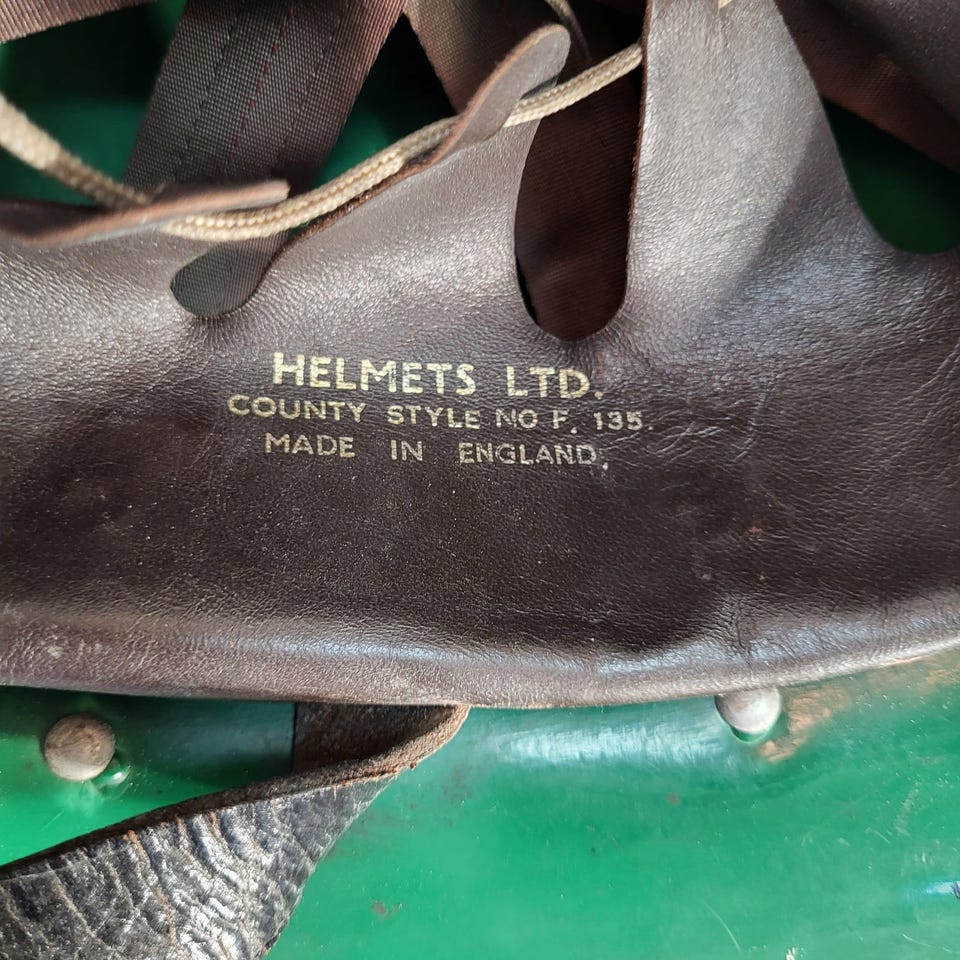 HELMETS LTD.
COUNTY STYLE NO F. 135.
MADE IN ENGLAND.